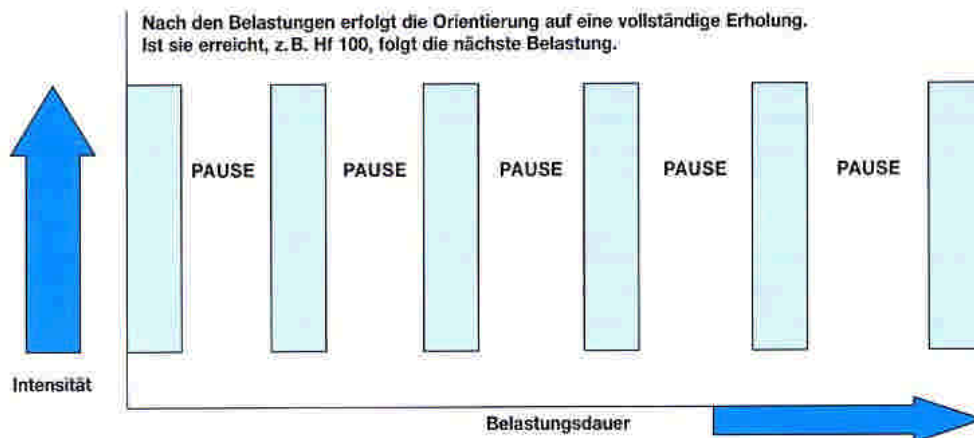 Nach den Belastungen erfolgt die Orientierung auf eine vollständige Erholung.
Ist sie erreicht, z.B. Hf 100, folgt die nächste Belastung.
PAUSE PAUSE PAUSE PAUSE PAUSE
Intensität
Belastungsdauer